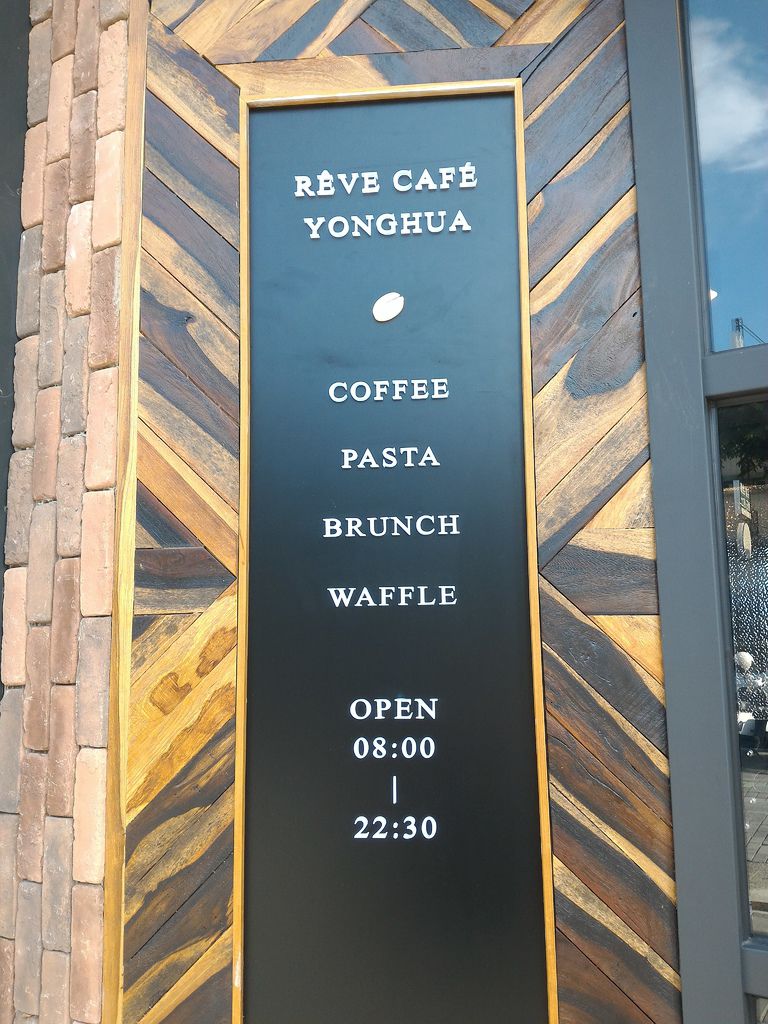 RÊVE CAFÉ
YONGHUA
COFFEE
PASTA
BRUNCH
WAFFLE
OPEN
08:00
|
22:30